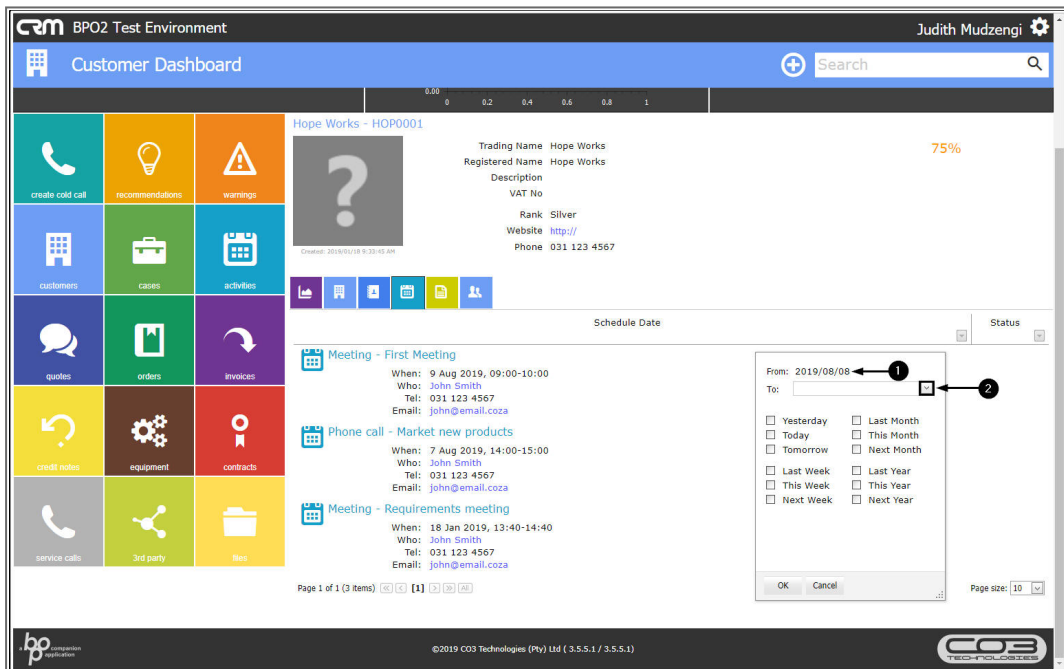 CRM BPO2 Test Environment
Judith Mudzengi
Customer Dashboard
Search
0.00
0 0.2 0.4 0.6 0.8 1
create cold call
recommendations
warnings
customers
cases
activities
quotes
orders
invoices
credit notes
equipment
contracts
service calls
3rd party
files
Hope Works - HOP0001
?
Created: 2019/01/18 9:33:45 AM
Trading Name Hope Works
Registered Name Hope Works
Description
VAT No
Rank Silver
Website http://
Phone 031 123 4567
75%
Schedule Date
Status
Meeting - First Meeting
When: 9 Aug 2019, 09:00-10:00
Who: John Smith
Tel: 031 123 4567
Email: john@email.coza
Phone call - Market new products
When: 7 Aug 2019, 14:00-15:00
Who: John Smith
Tel: 031 123 4567
Email: john@email.coza
Meeting - Requirements meeting
When: 18 Jan 2019, 13:40-14:40
Who: John Smith
Tel: 031 123 4567
Email: john@email.coza
From: 2019/08/08
1
To:
2
Yesterday Last Month
Today This Month
Tomorrow Next Month
Last Week Last Year
This Week This Year
Next Week Next Year
OK Cancel
Page 1 of 1 (3 items) [1] All
Page size: 10
a bpo companion application
©2019 CO3 Technologies (Pty) Ltd ( 3.5.5.1 / 3.5.5.1)
CO3
TECHNOLOGIES